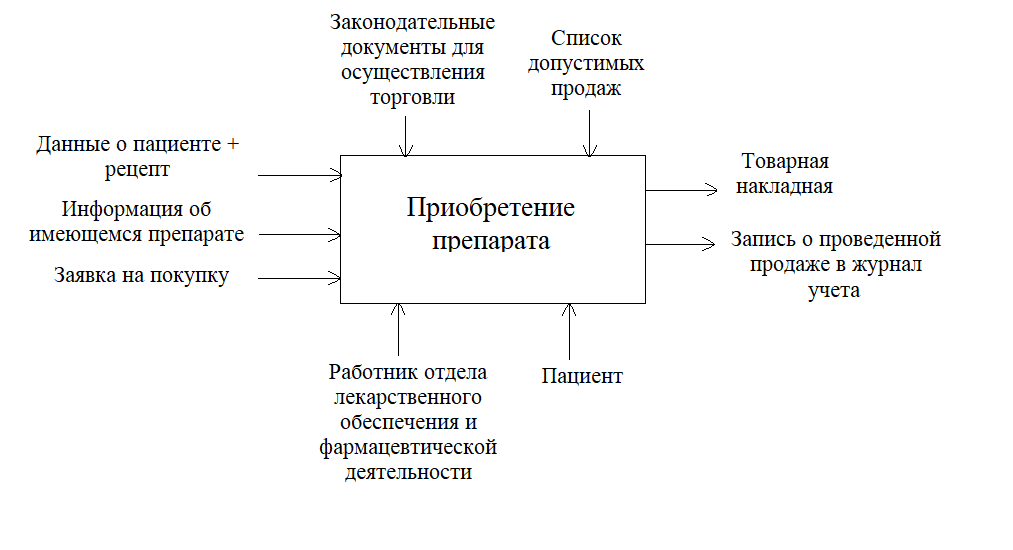 Законодательные
документы для
осуществления
торговли
Список
допустимых
продаж
Данные о пациенте +
рецепт
Информация об
имеющемся препарате
Заявка на покупку
Приобретение
препарата
Товарная
накладная
Запись о проведенной
продаже в журнал
учета
Работник отдела
лекарственного
обеспечения и
фармацевтической
деятельности
Пациент